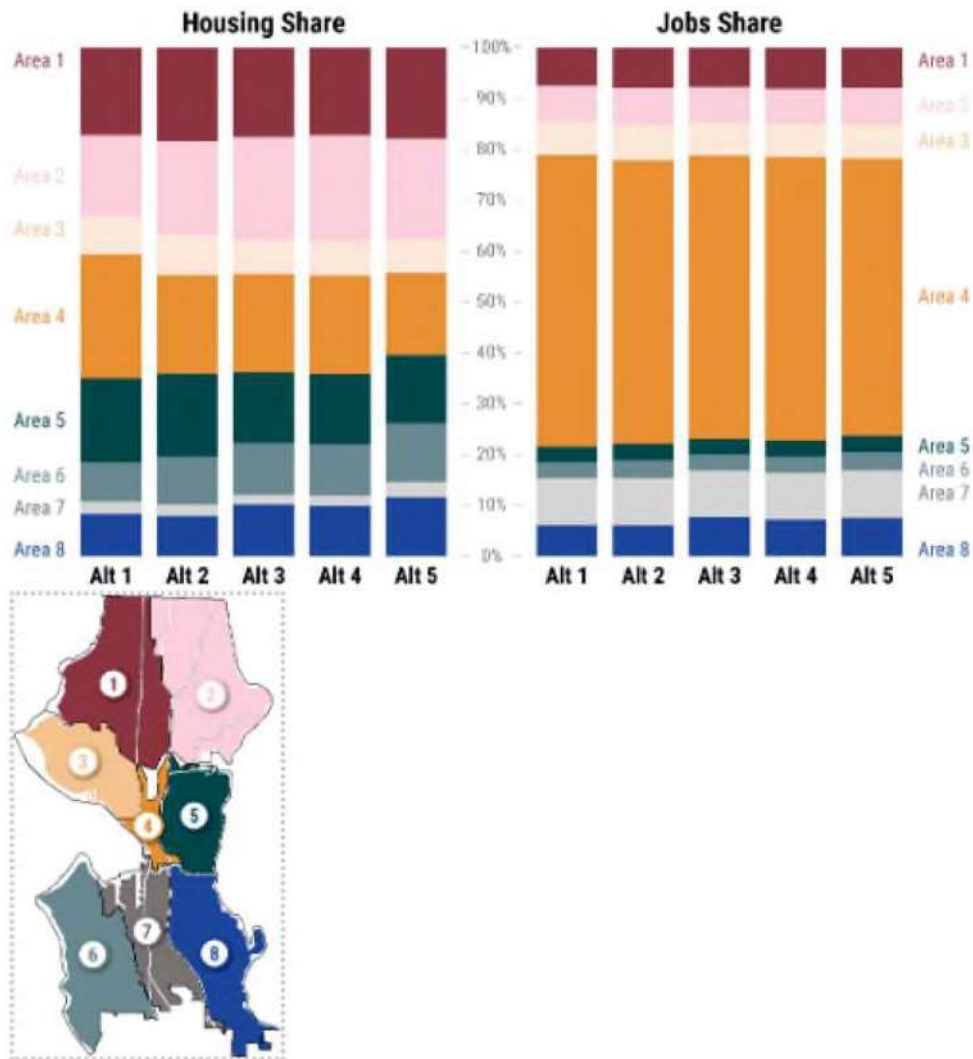 Housing Share
Jobs Share
Area 1
Area 2
Area 3
Area 4
Area 5
Area 6
Area 7
Area 8
100%
90%
80%
70%
60%
50%
40%
30%
20%
10%
0%
Area 1
Area 2
Area 3
Area 4
Area 5
Area 6
Area 7
Area 8
Alt 1 Alt 2 Alt 3 Alt 4 Alt 5
Alt 1 Alt 2 Alt 3 Alt 4 Alt 5
1
2
3
4
5
6
7
8